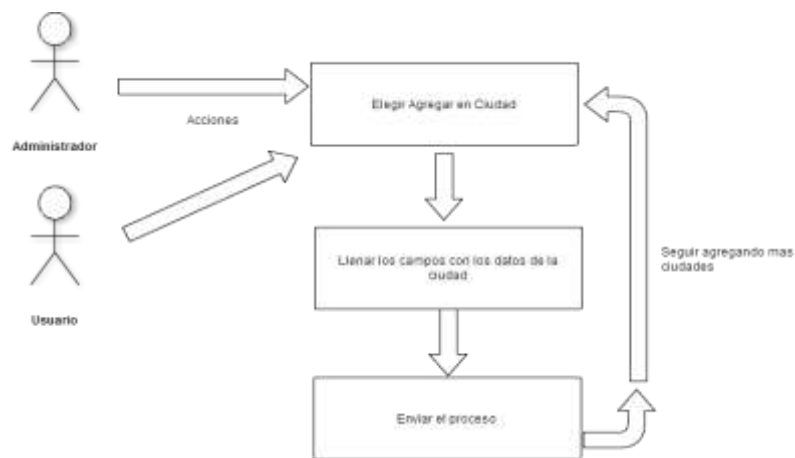 Elegir Agregar en Ciudad
Acciones
Administrador
Llenar los campos con los datos de la
ciudad
Seguir agregando mas
ciudades
Usuario
Enviar el proceso